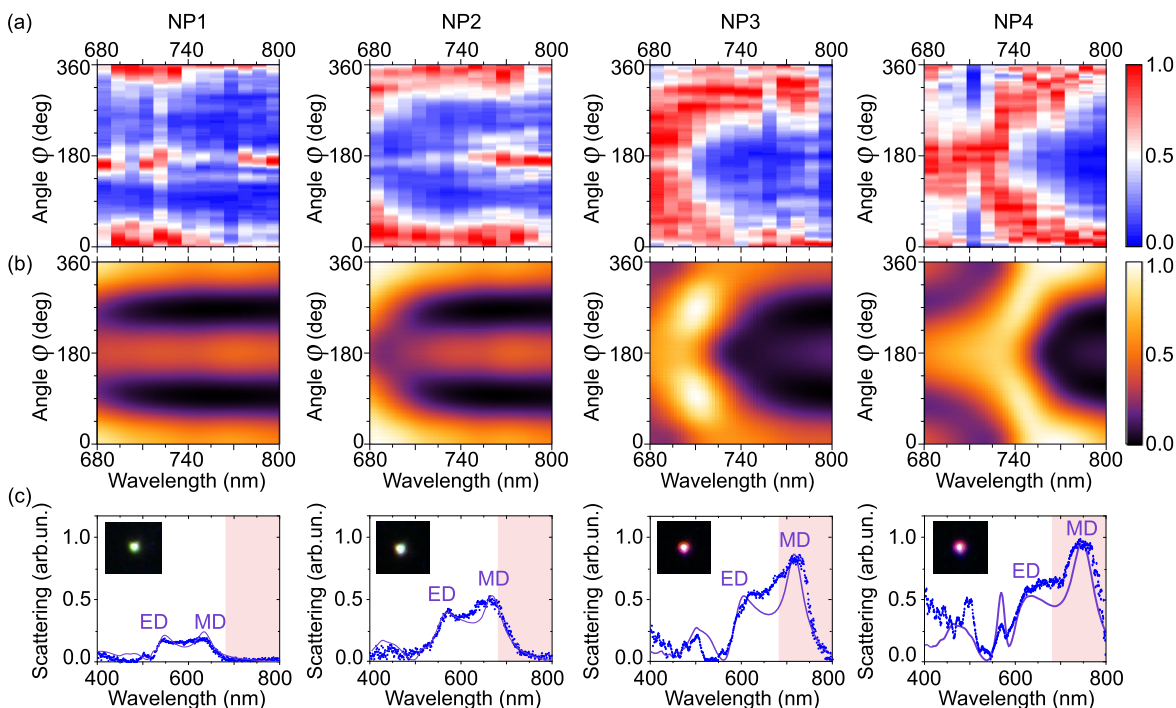 (a) NP1 NP2 NP3 NP4
680 740 800 680 740 800 680 740 800 680 740 800
360 360 360 360 1.0
Angle φ (deg) Angle φ (deg) Angle φ (deg) Angle φ (deg)
180 180 180 180 0.5
0 0 0 0 0.0
(b)
360 360 360 360 1.0
Angle φ (deg) Angle φ (deg) Angle φ (deg) Angle φ (deg)
180 180 180 180 0.5
0 0 0 0 0.0
680 740 800 680 740 800 680 740 800 680 740 800
Wavelength (nm) Wavelength (nm) Wavelength (nm) Wavelength (nm)
(c)
Scattering (arb.un.) Scattering (arb.un.) Scattering (arb.un.) Scattering (arb.un.)
1.0 1.0 1.0 1.0
0.5 0.5 0.5 0.5
0.0 0.0 0.0 0.0
ED MD ED MD ED MD ED MD
400 600 800 400 600 800 400 600 800 400 600 800
Wavelength (nm) Wavelength (nm) Wavelength (nm) Wavelength (nm)